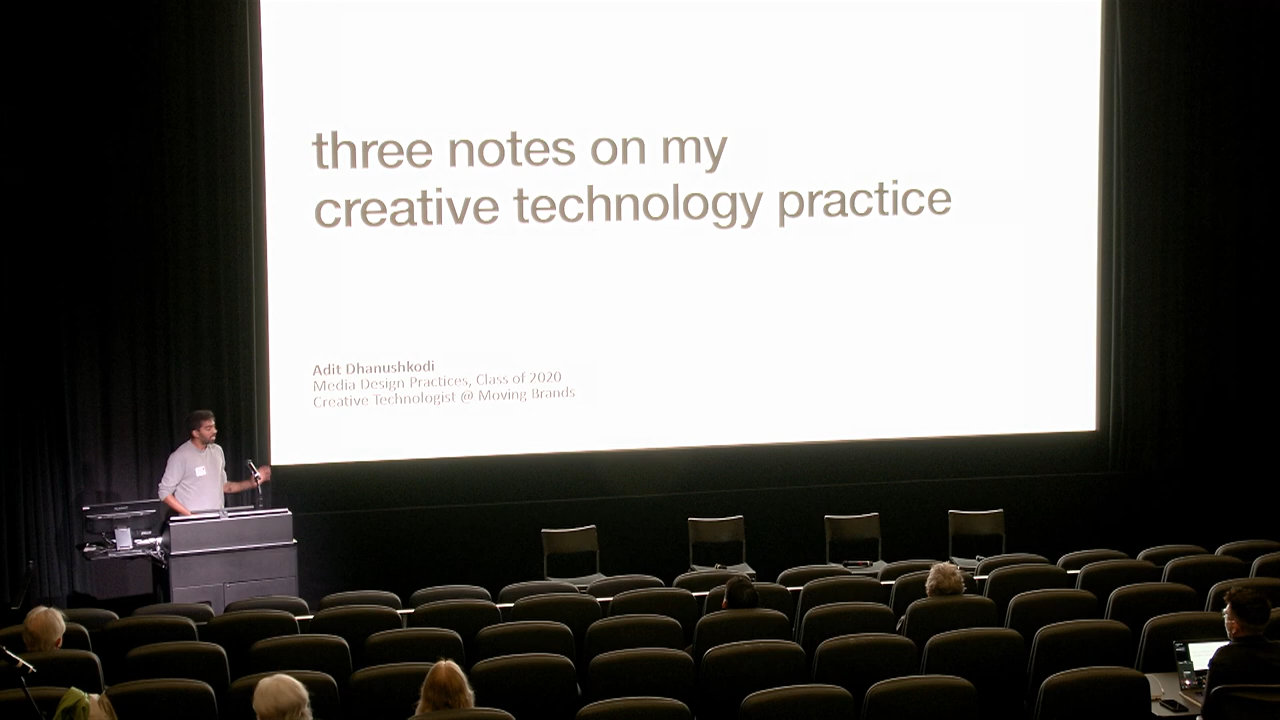 three notes on my
creative technology practice
Adit Dhanushkodi
Media Design Practices, Class of 2020
Creative Technologist @ Moving Brands